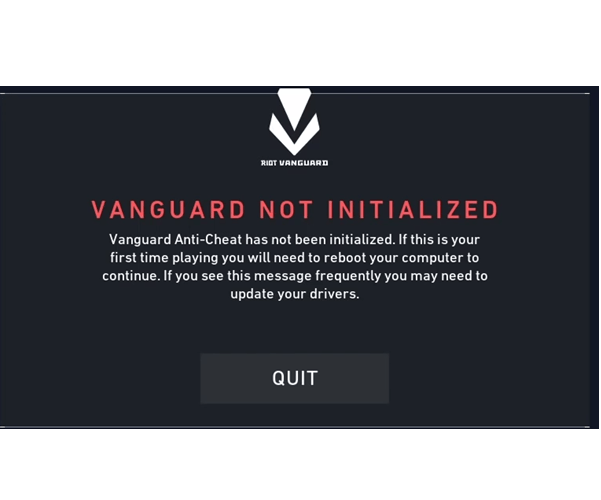 RIOT VANGUARD
VANGUARD NOT INITIALIZED
Vanguard Anti-Cheat has not been initialized. If this is your
first time playing you will need to reboot your computer to
continue. If you see this message frequently you may need to
update your drivers.
QUIT